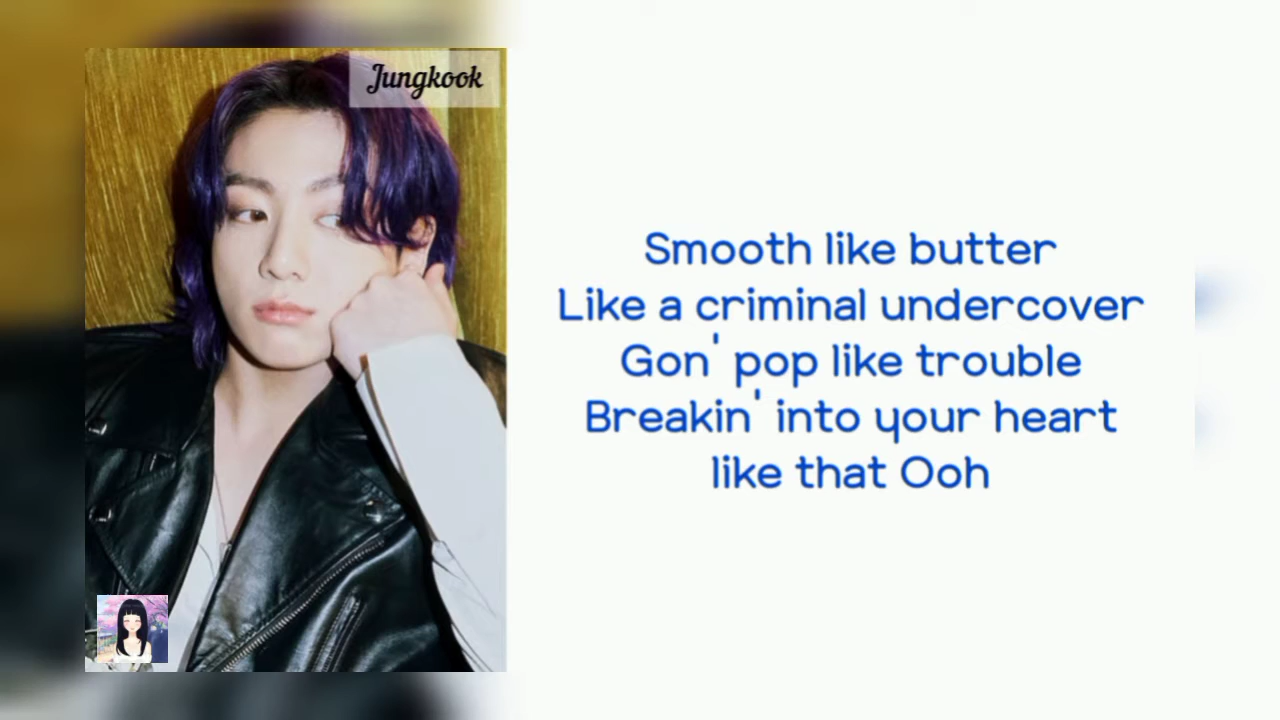 Jungkook
Smooth like butter
Like a criminal undercover
Gon' pop like trouble
Breakin' into your heart
like that Ooh